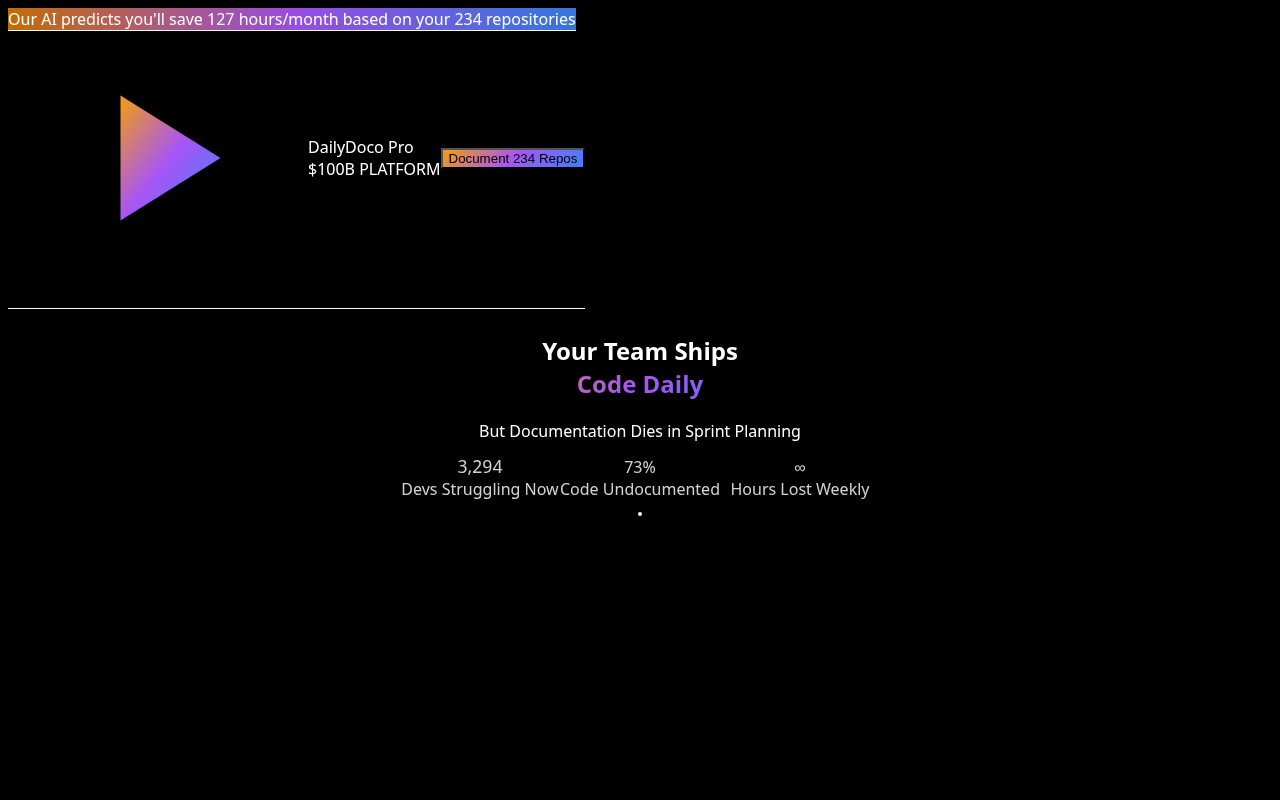 Our AI predicts you'll save 127 hours/month based on your 234 repositories
DailyDoco Pro
$100B PLATFORM
Document 234 Repos
Your Team Ships
Code Daily
But Documentation Dies in Sprint Planning
3,294
Devs Struggling Now
73%
Code Undocumented
∞
Hours Lost Weekly